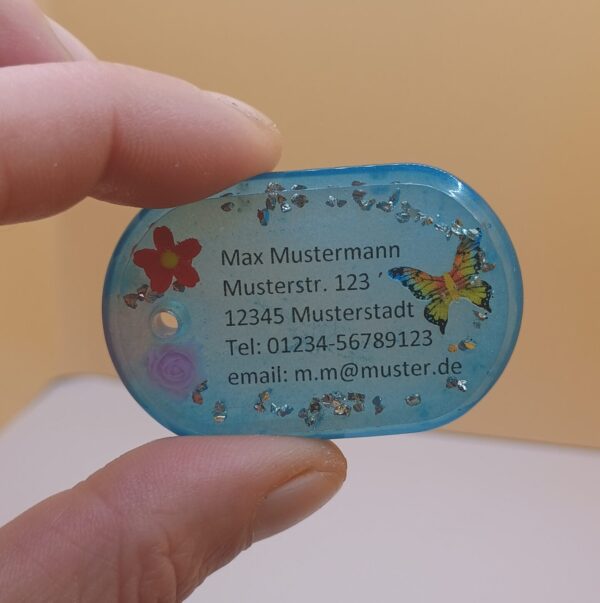 Max Mustermann
Musterstr. 123
12345 Musterstadt
Tel: 01234-56789123
email: m.m@muster.de